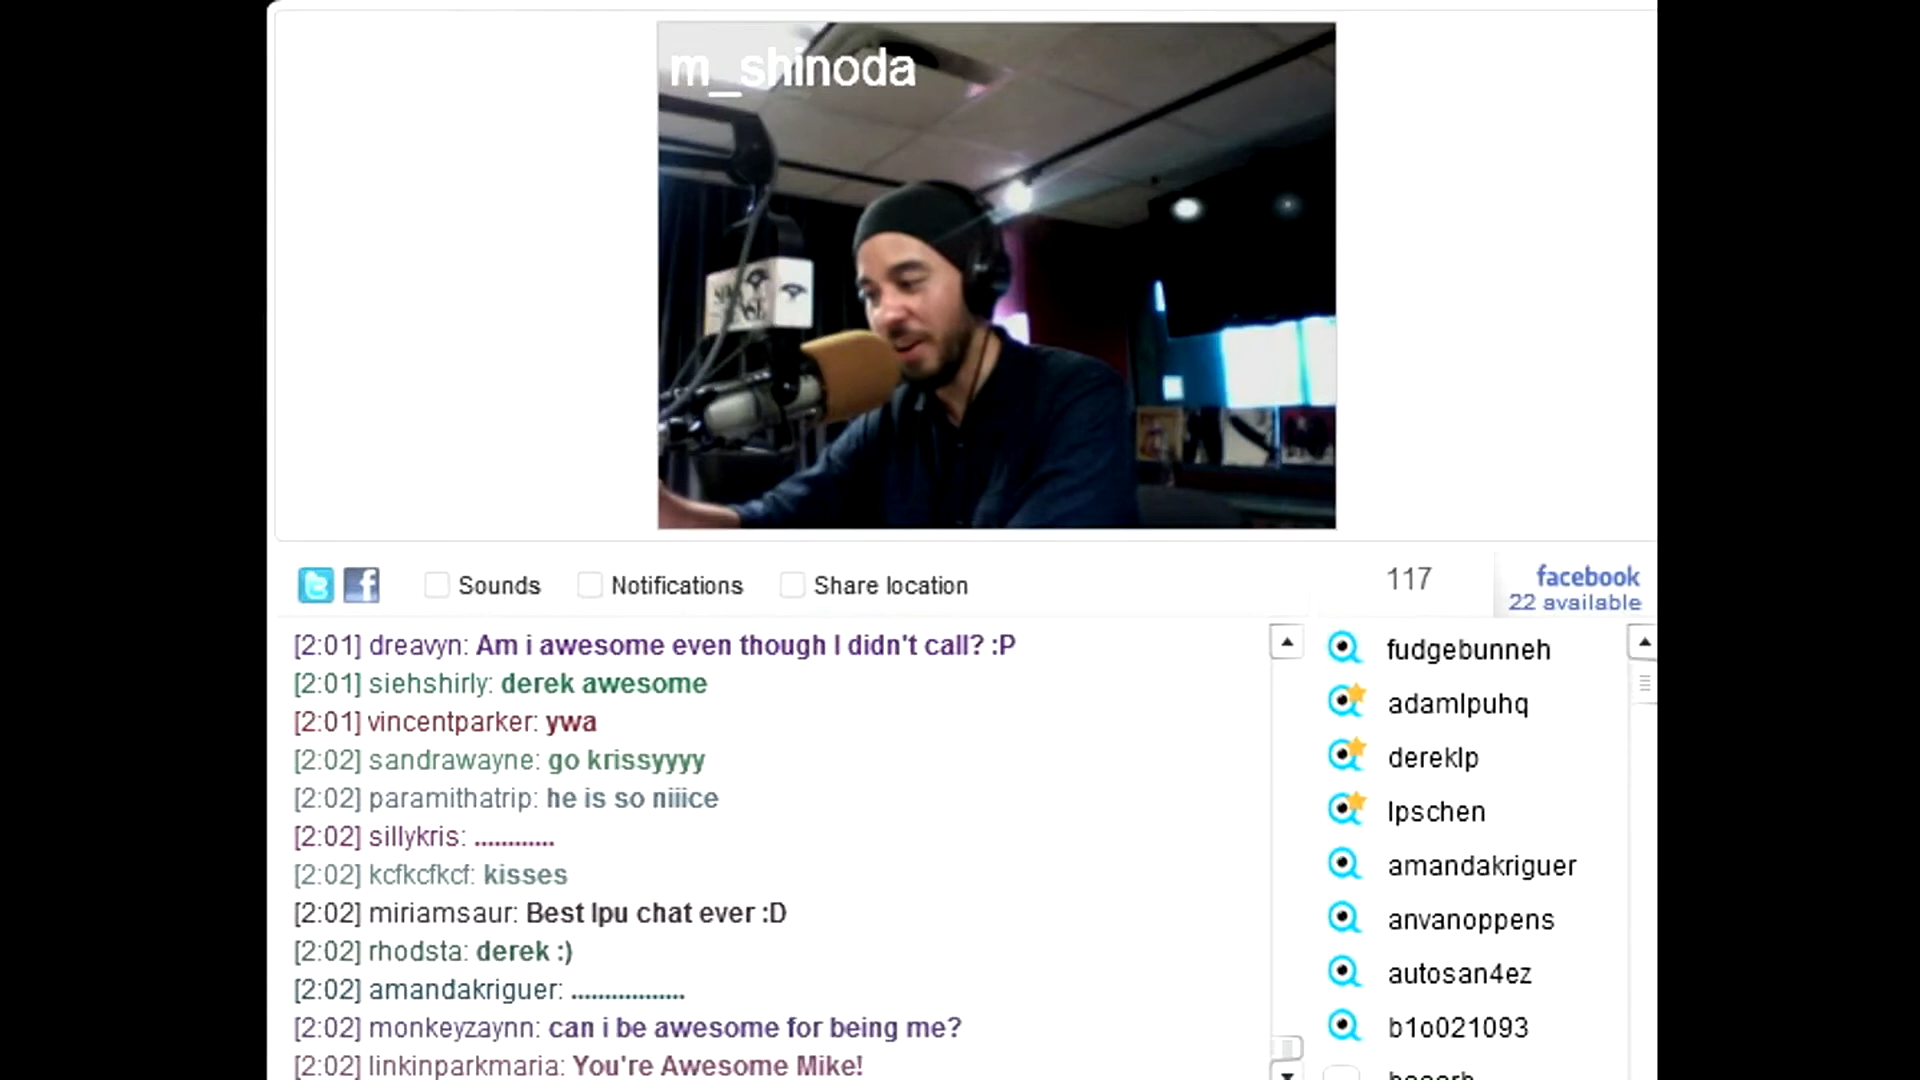 m_shinoda
Sounds Notifications Share location
117
facebook
22 available
[2:01] dreavyn: Am i awesome even though I didn't call? :P
[2:01] siehshirly: derek awesome
[2:01] vincentparker: ywa
[2:02] sandrawayne: go krissyyyy
[2:02] paramithatrip: he is so niiice
[2:02] sillykris: ............
[2:02] kcfkcfkcf: kisses
[2:02] miriamsaur: Best lpu chat ever :D
[2:02] rhodsta: derek :)
[2:02] amandakriguer: .................
[2:02] monkeyzaynn: can i be awesome for being me?
[2:02] linkinparkmaria: You're Awesome Mike!
fudgebunneh
adamlpuhq
dereklp
lpschen
amandakriguer
anvanoppens
autosan4ez
b1o021093